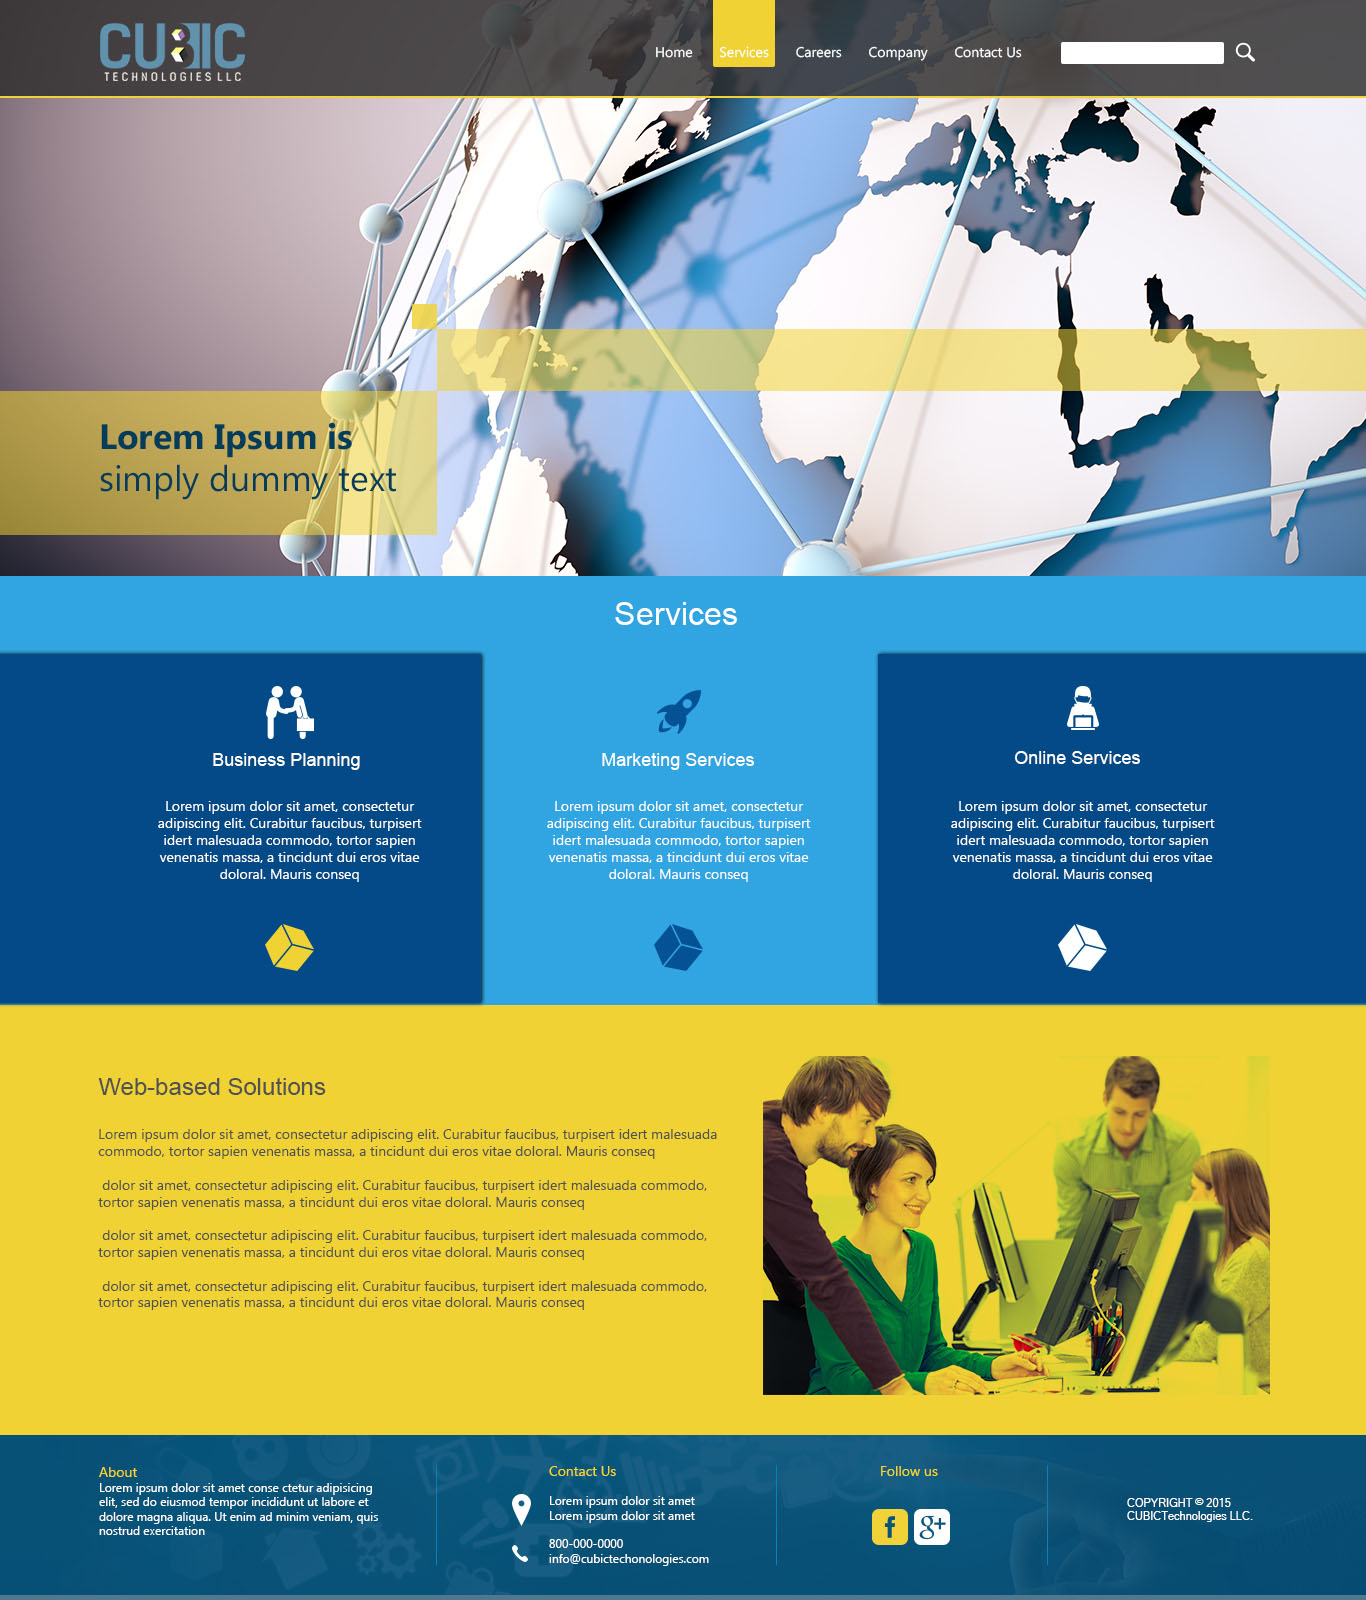 CUBIC
TECHNOLOGIES LLC
Home Services Careers Company Contact Us
Lorem Ipsum is
simply dummy text
Services
Business Planning
Lorem ipsum dolor sit amet, consectetur
adipiscing elit. Curabitur faucibus, turpisert
idert malesuada commodo, tortor sapien
venenatis massa, a tincidunt dui eros vitae
doloral. Mauris conseq
Marketing Services
Lorem ipsum dolor sit amet, consectetur
adipiscing elit. Curabitur faucibus, turpisert
idert malesuada commodo, tortor sapien
venenatis massa, a tincidunt dui eros vitae
doloral. Mauris conseq
Online Services
Lorem ipsum dolor sit amet, consectetur
adipiscing elit. Curabitur faucibus, turpisert
idert malesuada commodo, tortor sapien
venenatis massa, a tincidunt dui eros vitae
doloral. Mauris conseq
Web-based Solutions
Lorem ipsum dolor sit amet, consectetur adipiscing elit. Curabitur faucibus, turpisert idert malesuada
commodo, tortor sapien venenatis massa, a tincidunt dui eros vitae doloral. Mauris conseq
dolor sit amet, consectetur adipiscing elit. Curabitur faucibus, turpisert idert malesuada commodo,
tortor sapien venenatis massa, a tincidunt dui eros vitae doloral. Mauris conseq
dolor sit amet, consectetur adipiscing elit. Curabitur faucibus, turpisert idert malesuada commodo,
tortor sapien venenatis massa, a tincidunt dui eros vitae doloral. Mauris conseq
dolor sit amet, consectetur adipiscing elit. Curabitur faucibus, turpisert idert malesuada commodo,
tortor sapien venenatis massa, a tincidunt dui eros vitae doloral. Mauris conseq
About
Lorem ipsum dolor sit amet conse ctetur adipisicing
elit, sed do eiusmod tempor incididunt ut labore et
dolore magna aliqua. Ut enim ad minim veniam, quis
nostrud exercitation
Contact Us
Lorem ipsum dolor sit amet
Lorem ipsum dolor sit amet
800-000-0000
info@cubictechonologies.com
Follow us
f g+
COPYRIGHT © 2015
CUBICTechnologies LLC.